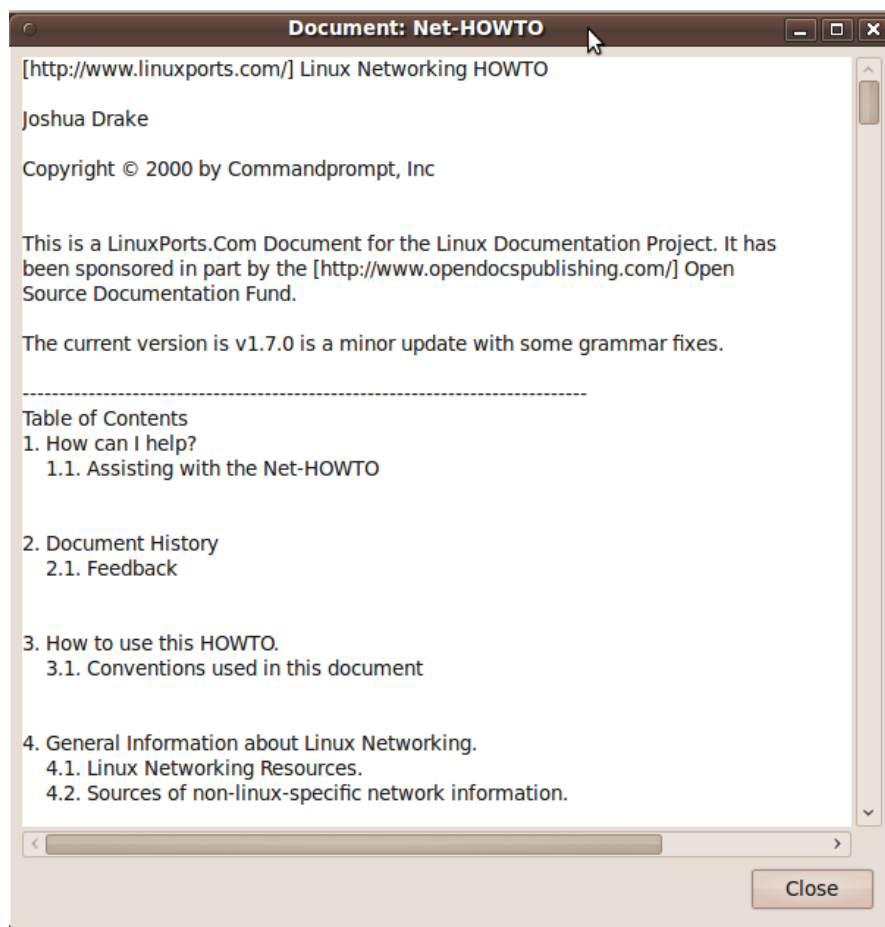 Document: Net-HOWTO
[http://www.linuxports.com/] Linux Networking HOWTO
Joshua Drake
Copyright © 2000 by Commandprompt, Inc
This is a LinuxPorts.Com Document for the Linux Documentation Project. It has
been sponsored in part by the [http://www.opendocspublishing.com/] Open
Source Documentation Fund.
The current version is v1.7.0 is a minor update with some grammar fixes.
-----------------------------------------------------------------------------
Table of Contents
1. How can I help?
1.1. Assisting with the Net-HOWTO
2. Document History
2.1. Feedback
3. How to use this HOWTO.
3.1. Conventions used in this document
4. General Information about Linux Networking.
4.1. Linux Networking Resources.
4.2. Sources of non-linux-specific network information.
Close